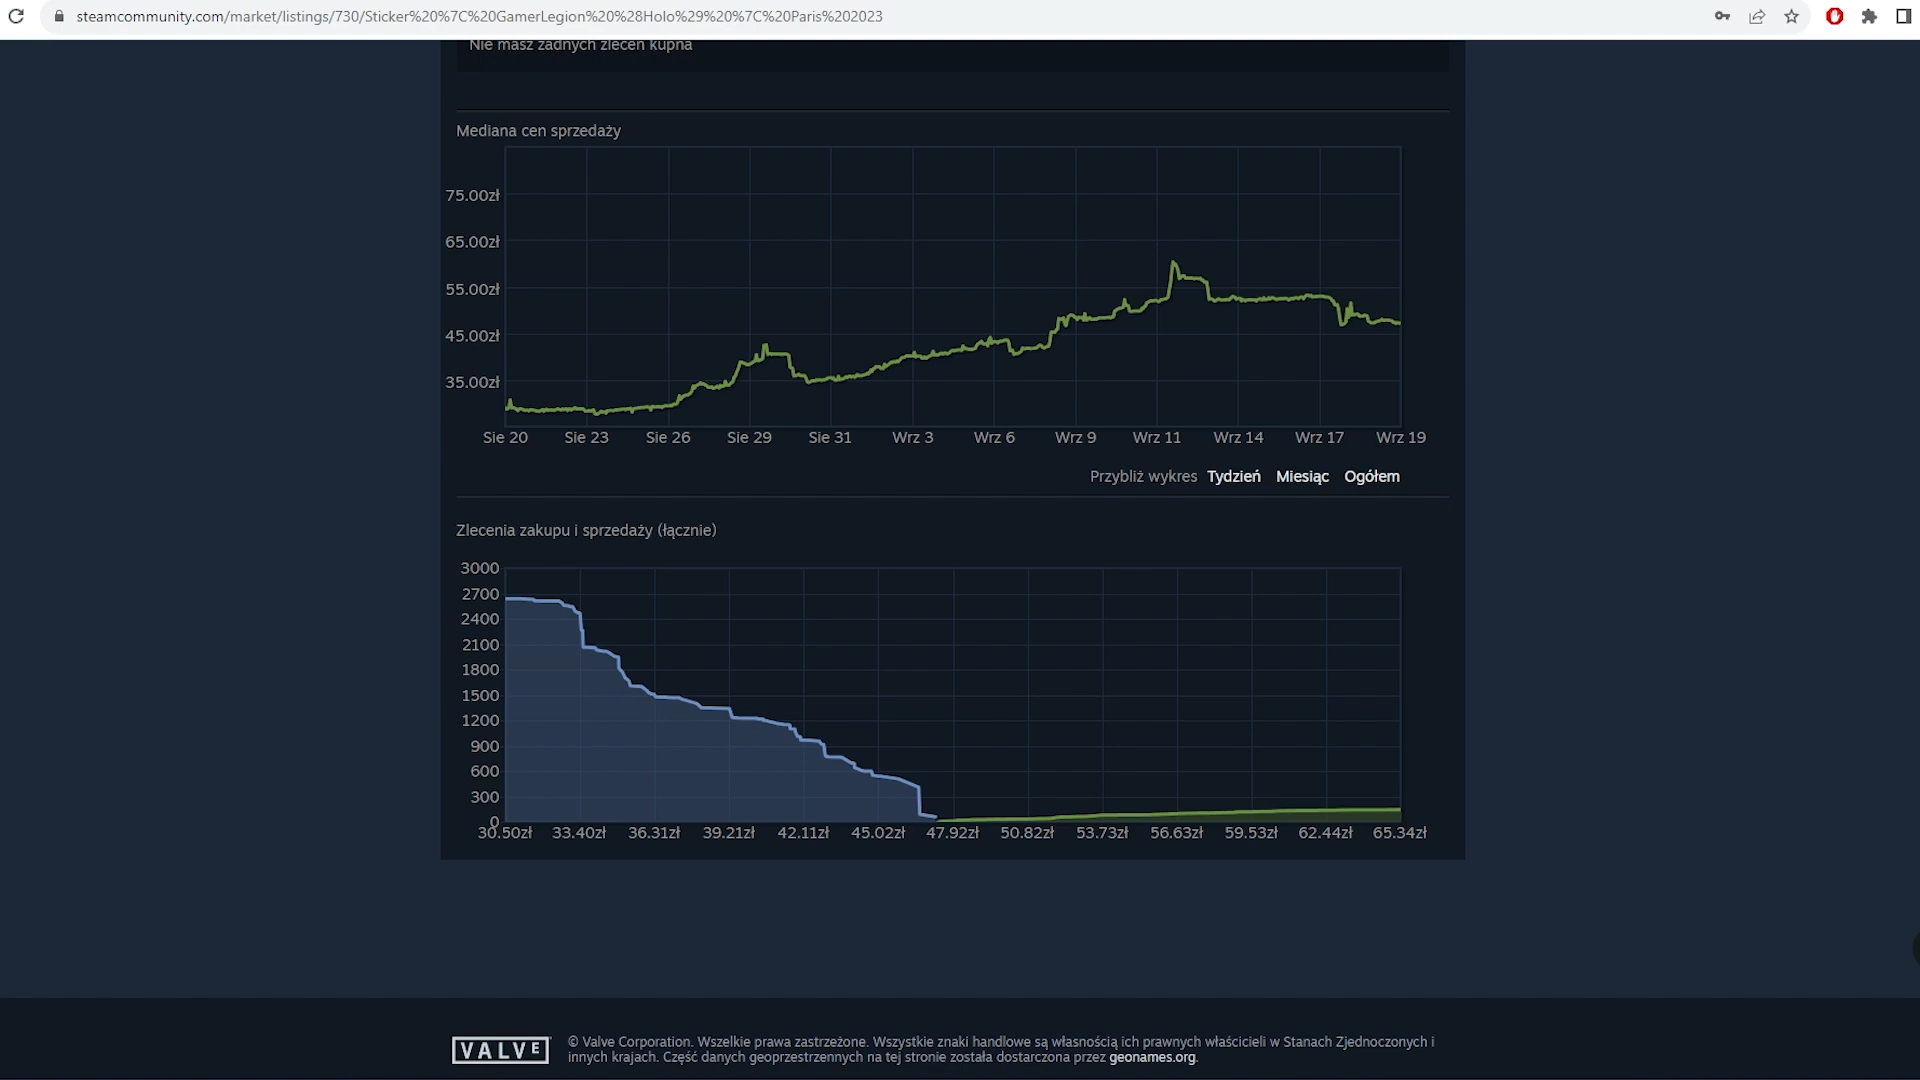 steamcommunity.com/market/listings/730/Sticker%20%7C%20GamerLegion%20%28Holo%29%20%7C%20Paris%202023
Nie masz żadnych zleceń kupna
Mediana cen sprzedaży
75.00zł
65.00zł
55.00zł
45.00zł
35.00zł
Sie 20 Sie 23 Sie 26 Sie 29 Sie 31 Wrz 3 Wrz 6 Wrz 9 Wrz 11 Wrz 14 Wrz 17 Wrz 19
Przybliż wykres Tydzień Miesiąc Ogółem
Zlecenia zakupu i sprzedaży (łącznie)
3000
2700
2400
2100
1800
1500
1200
900
600
300
0
30.50zł 33.40zł 36.31zł 39.21zł 42.11zł 45.02zł 47.92zł 50.82zł 53.73zł 56.63zł 59.53zł 62.44zł 65.34zł
VALVE
© Valve Corporation. Wszelkie prawa zastrzeżone. Wszystkie znaki handlowe są własnością ich prawnych właścicieli w Stanach Zjednoczonych i
innych krajach. Część danych geoprzestrzennych na tej stronie została dostarczona przez geonames.org.